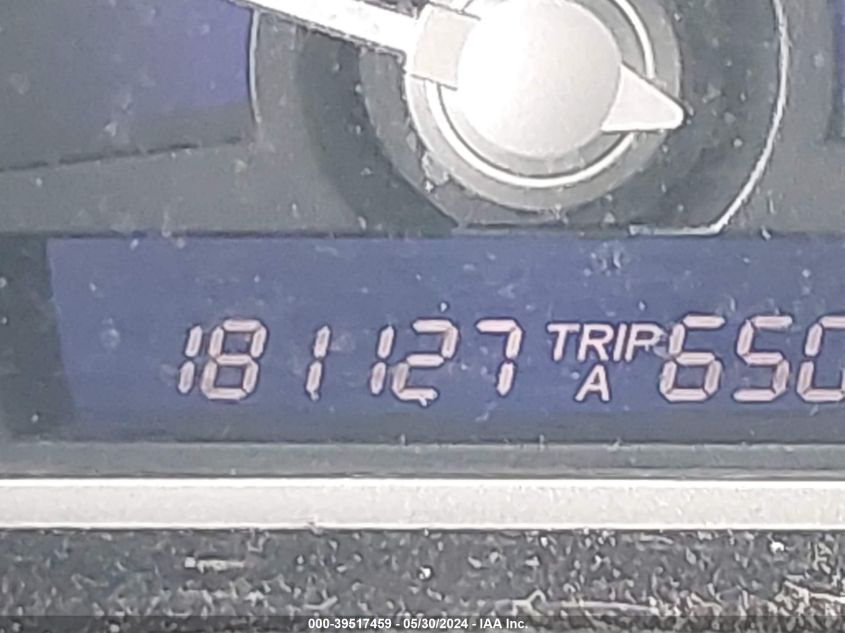 181127 TRIP A 650
000-39517459 - 05/30/2024 - IAA Inc.